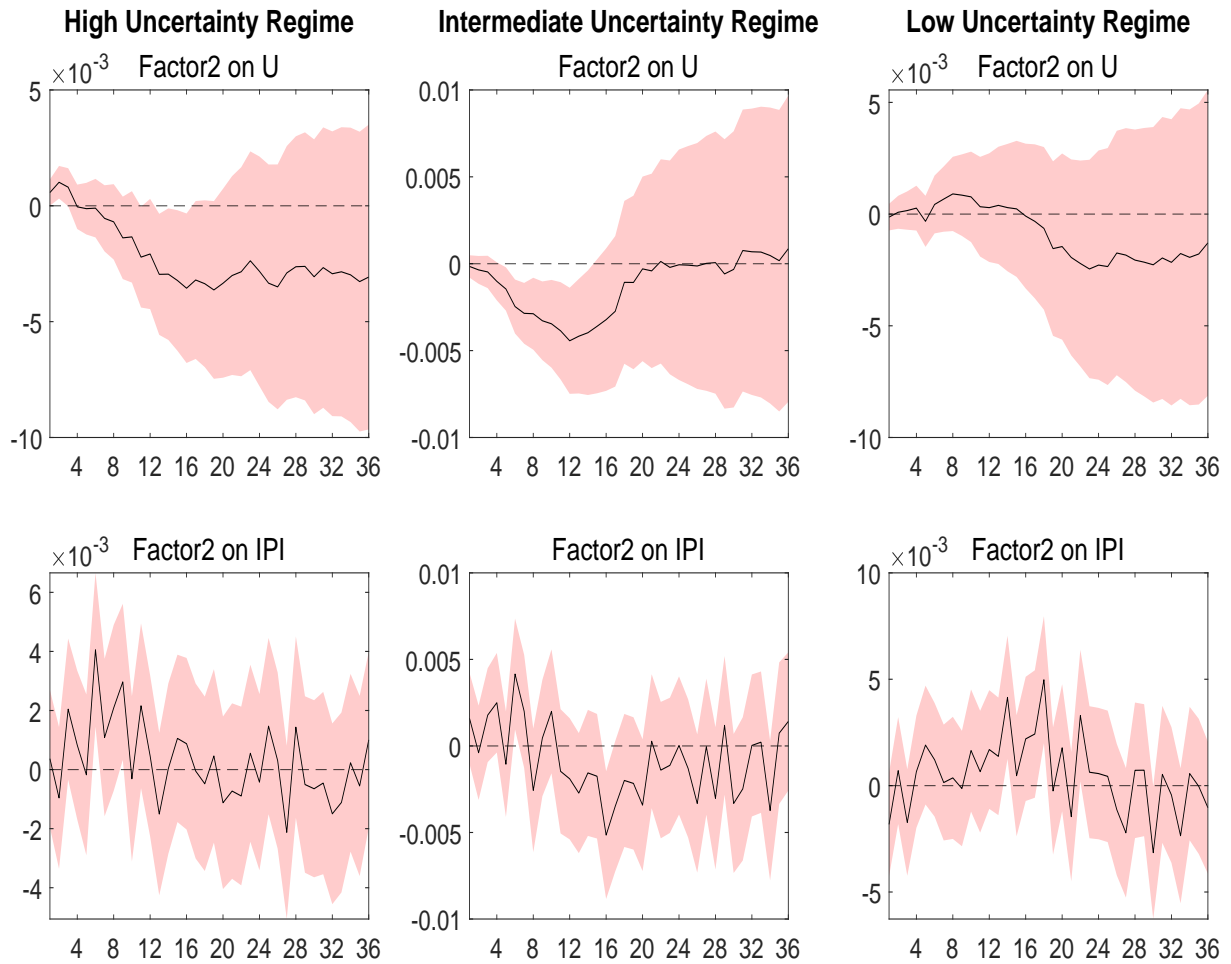 High Uncertainty Regime Intermediate Uncertainty Regime Low Uncertainty Regime
×10⁻³ Factor2 on U
5
0
-5
-10
4 8 12 16 20 24 28 32 36
Factor2 on U
0.01
0.005
0
-0.005
-0.01
4 8 12 16 20 24 28 32 36
×10⁻³ Factor2 on U
5
0
-5
-10
4 8 12 16 20 24 28 32 36
×10⁻³ Factor2 on IPI
6
4
2
0
-2
-4
4 8 12 16 20 24 28 32 36
Factor2 on IPI
0.01
0.005
0
-0.005
-0.01
4 8 12 16 20 24 28 32 36
×10⁻³ Factor2 on IPI
10
5
0
-5
4 8 12 16 20 24 28 32 36